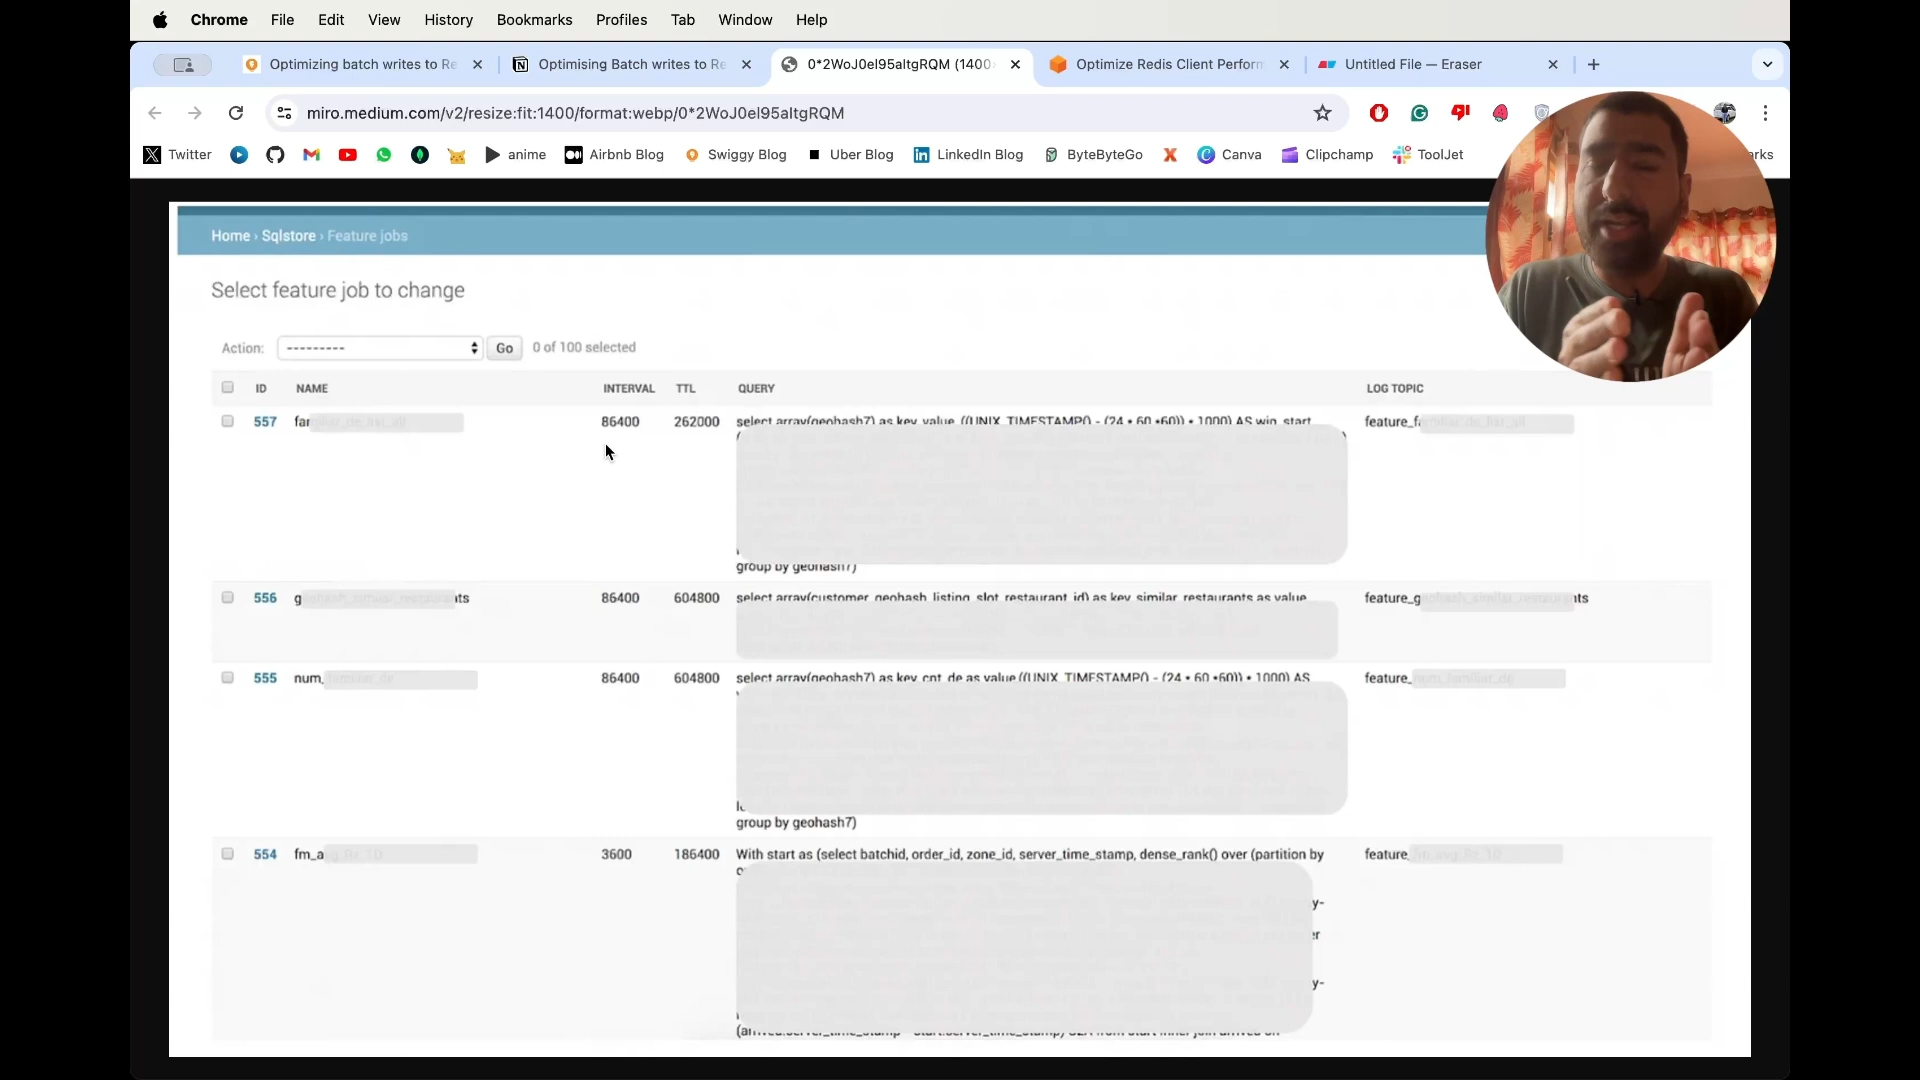 Chrome File Edit View History Bookmarks Profiles Tab Window Help
Optimizing batch writes to Re Optimising Batch writes to Re 0*2WoJ0el95altgRQM (1400 Optimize Redis Client Perform Untitled File — Eraser
miro.medium.com/v2/resize:fit:1400/format:webp/0*2WoJ0el95altgRQM
Twitter anime Airbnb Blog Swiggy Blog Uber Blog LinkedIn Blog ByteByteGo Canva Clipchamp ToolJet arks
Home › Sqlstore › Feature jobs
Select feature job to change
Action: --------- Go 0 of 100 selected
ID NAME INTERVAL TTL QUERY LOG TOPIC
557 86400 262000 select array(geohash7) as key, value, ((UNIX_TIMESTAMP() - (24 * 60 *60)) * 1000) AS win_start,
group by geohash7)
556 86400 604800 select array(customer_geohash, listing_slot, restaurant_id) as key, similar_restaurants as value,
555 num_ 86400 604800 select array(geohash7) as key, cnt_de as value ((UNIX_TIMESTAMP() - (24 * 60 *60)) * 1000) AS
group by geohash7)
554 3600 186400 With start as (select batchid, order_id, zone_id, server_time_stamp, dense_rank() over (partition by